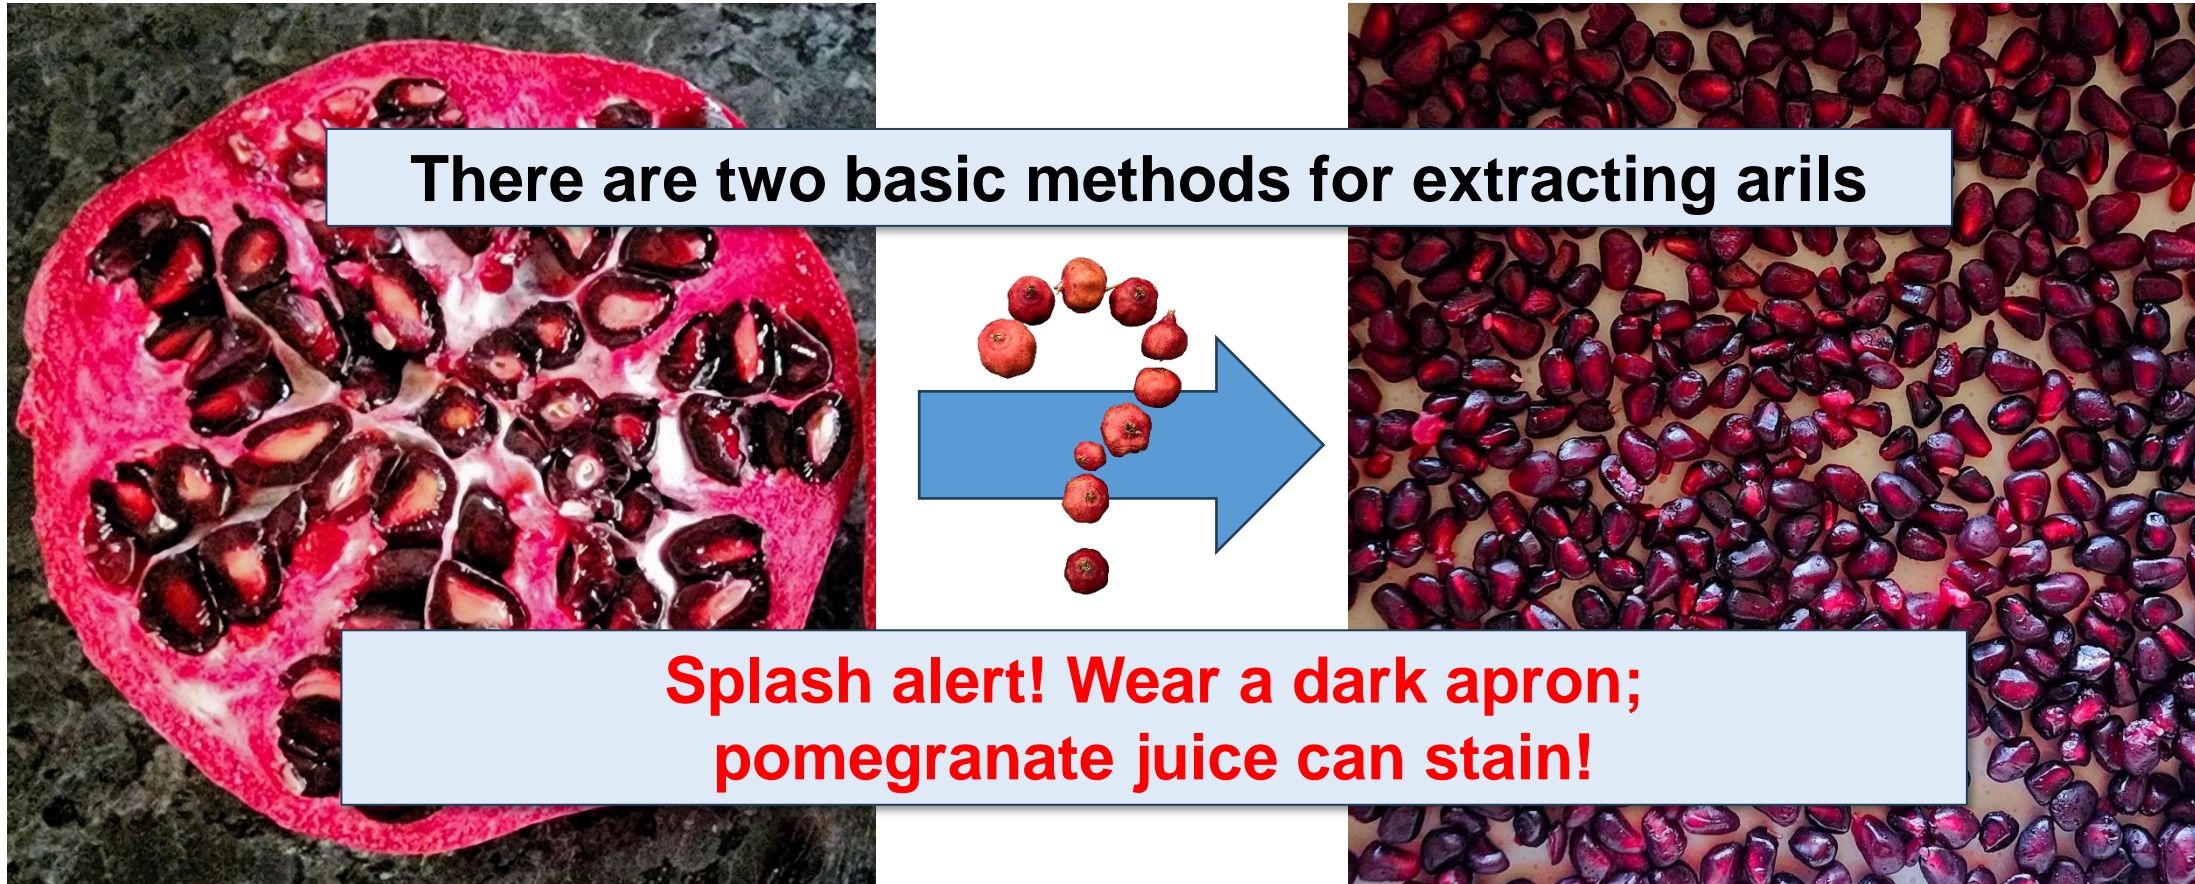 There are two basic methods for extracting arils
Splash alert! Wear a dark apron;
pomegranate juice can stain!